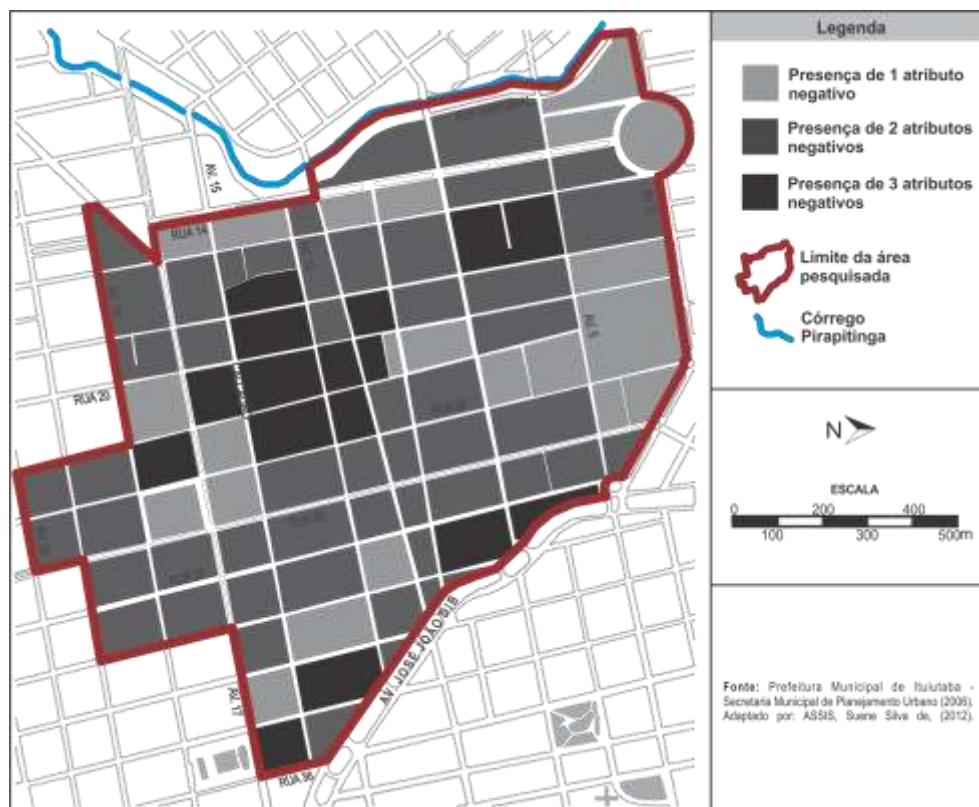 Legenda
Presença de 1 atributo
negativo
Presença de 2 atributos
negativos
Presença de 3 atributos
negativos
Limite da área
pesquisada
Córrego
Pirapitinga
N
ESCALA
0 200 400
100 300 500m
Fonte: Prefeitura Municipal de Ituiutaba -
Secretaria Municipal de Planejamento Urbano (2006).
Adaptado por: ASSIS, Suene Silva de, (2012).
AV. 15
RUA 14
RUA 20
AV. 5
AV. 17
RUA 36
AV. JOSÉ JOÃO DIB